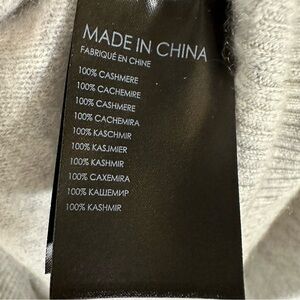 MADE IN CHINA
FABRIQUÉ EN CHINE
100% CASHMERE
100% CACHEMIRE
100% CASHMERE
100% CACHEMIRA
100% KASCHMIR
100% KASJMIER
100% KASHMIR
100% CAXEMIRA
100% КАШЕМИР
100% KASHMIR